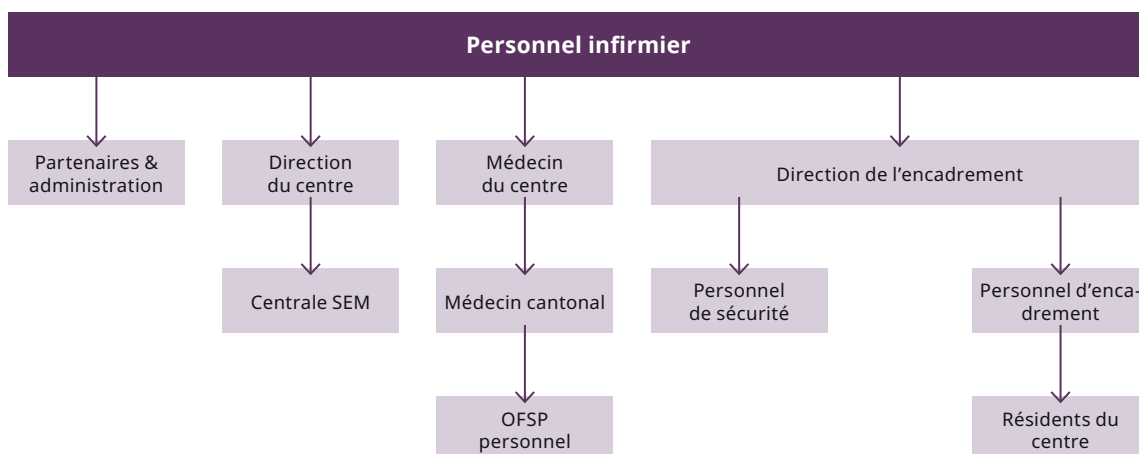 Personnel infirmier
Partenaires &
administration
Direction
du centre
Médecin
du centre
Direction de l’encadrement
Centrale SEM
Médecin cantonal
Personnel
de sécurité
Personnel d’enca-
drement
OFSP
personnel
Résidents du
centre